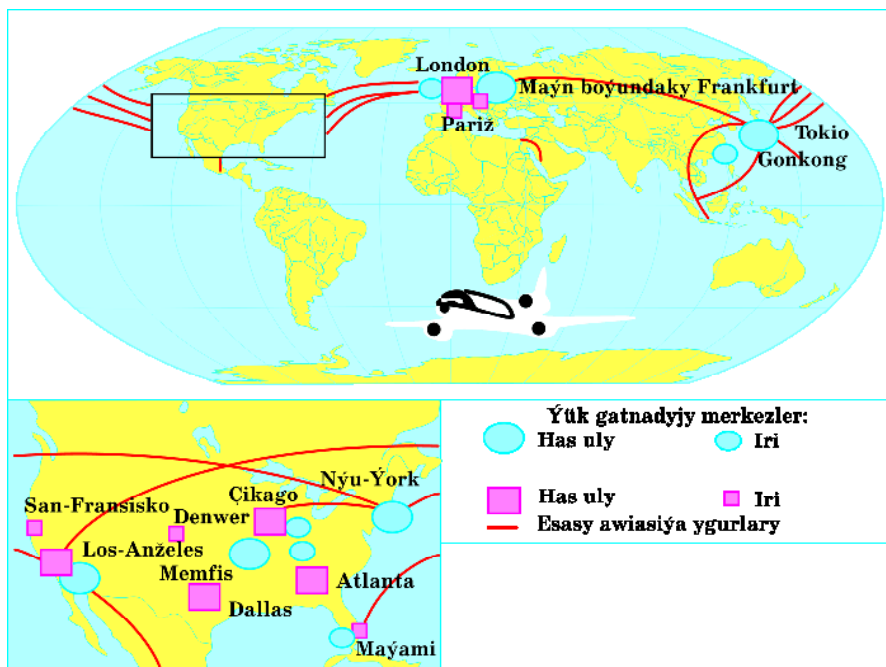 London
Maýn boýundaky Frankfurt
Pariž
Tokio
Gonkong
San-Fransisko
Denwer
Çikago
Nýu-Ýork
Los-Anželes
Memfis
Atlanta
Dallas
Maýami
Ýük gatnadyjy merkezler:
Has uly
Iri
Has uly
Iri
Esasy awiasiýa ygurlary